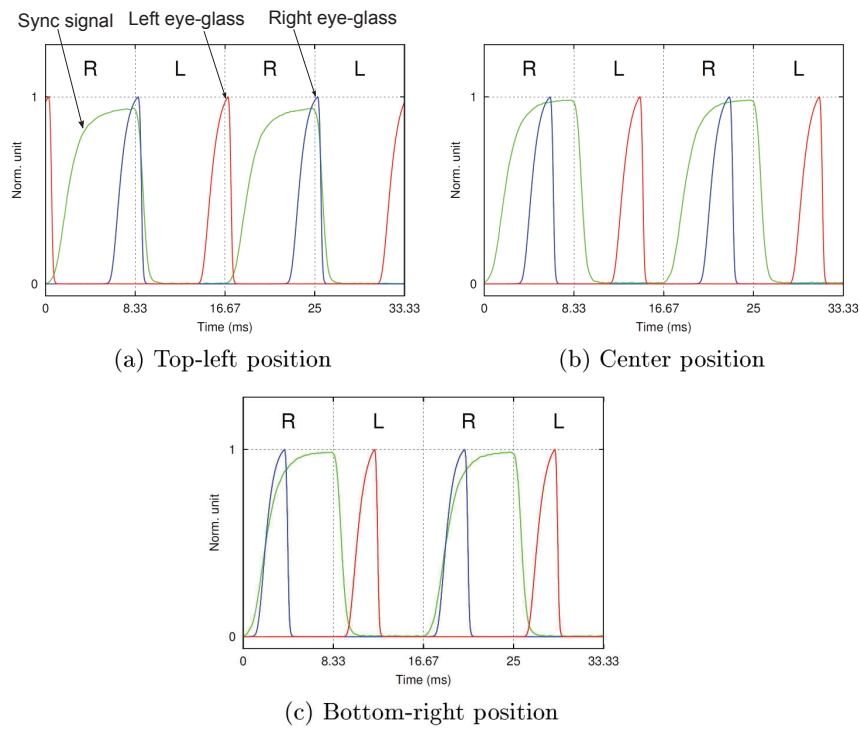 Sync signal Left eye-glass Right eye-glass
R L R L
1
Norm. unit
0
0 8.33 16.67 25 33.33
Time (ms)
(a) Top-left position
R L R L
1
Norm. unit
0
0 8.33 16.67 25 33.33
Time (ms)
(b) Center position
R L R L
1
Norm. unit
0
0 8.33 16.67 25 33.33
Time (ms)
(c) Bottom-right position